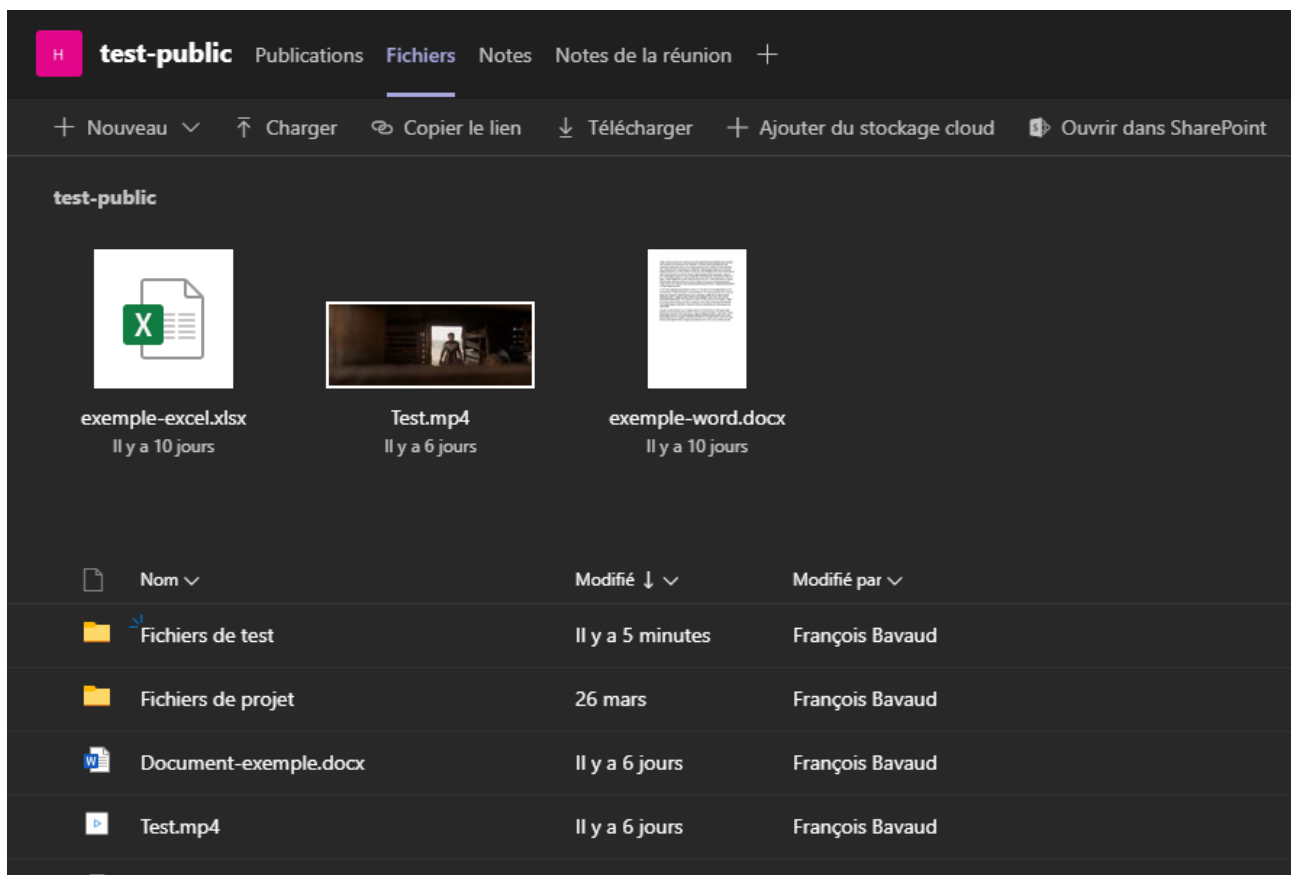 H test-public Publications Fichiers Notes Notes de la réunion
Nouveau Charger Copier le lien Télécharger Ajouter du stockage cloud Ouvrir dans SharePoint
test-public
exemple-excel.xlsx Test.mp4 exemple-word.docx
Il y a 10 jours Il y a 6 jours Il y a 10 jours
Nom Modifié Modifié par
Fichiers de test Il y a 5 minutes François Bavaud
Fichiers de projet 26 mars François Bavaud
Document-exemple.docx Il y a 6 jours François Bavaud
Test.mp4 Il y a 6 jours François Bavaud